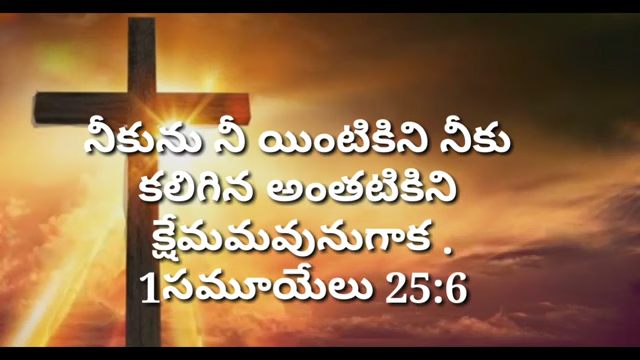 నీకును నీ యింటికిని నీకు
కలిగిన అంతటికిని
క్షేమమవునుగాక .
1సమూయేలు 25:6